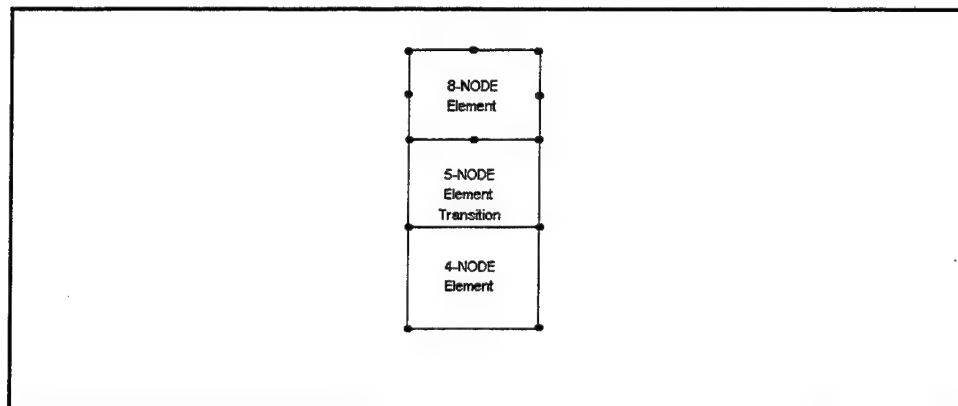 8-NODE
Element
5-NODE
Element
Transition
4-NODE
Element